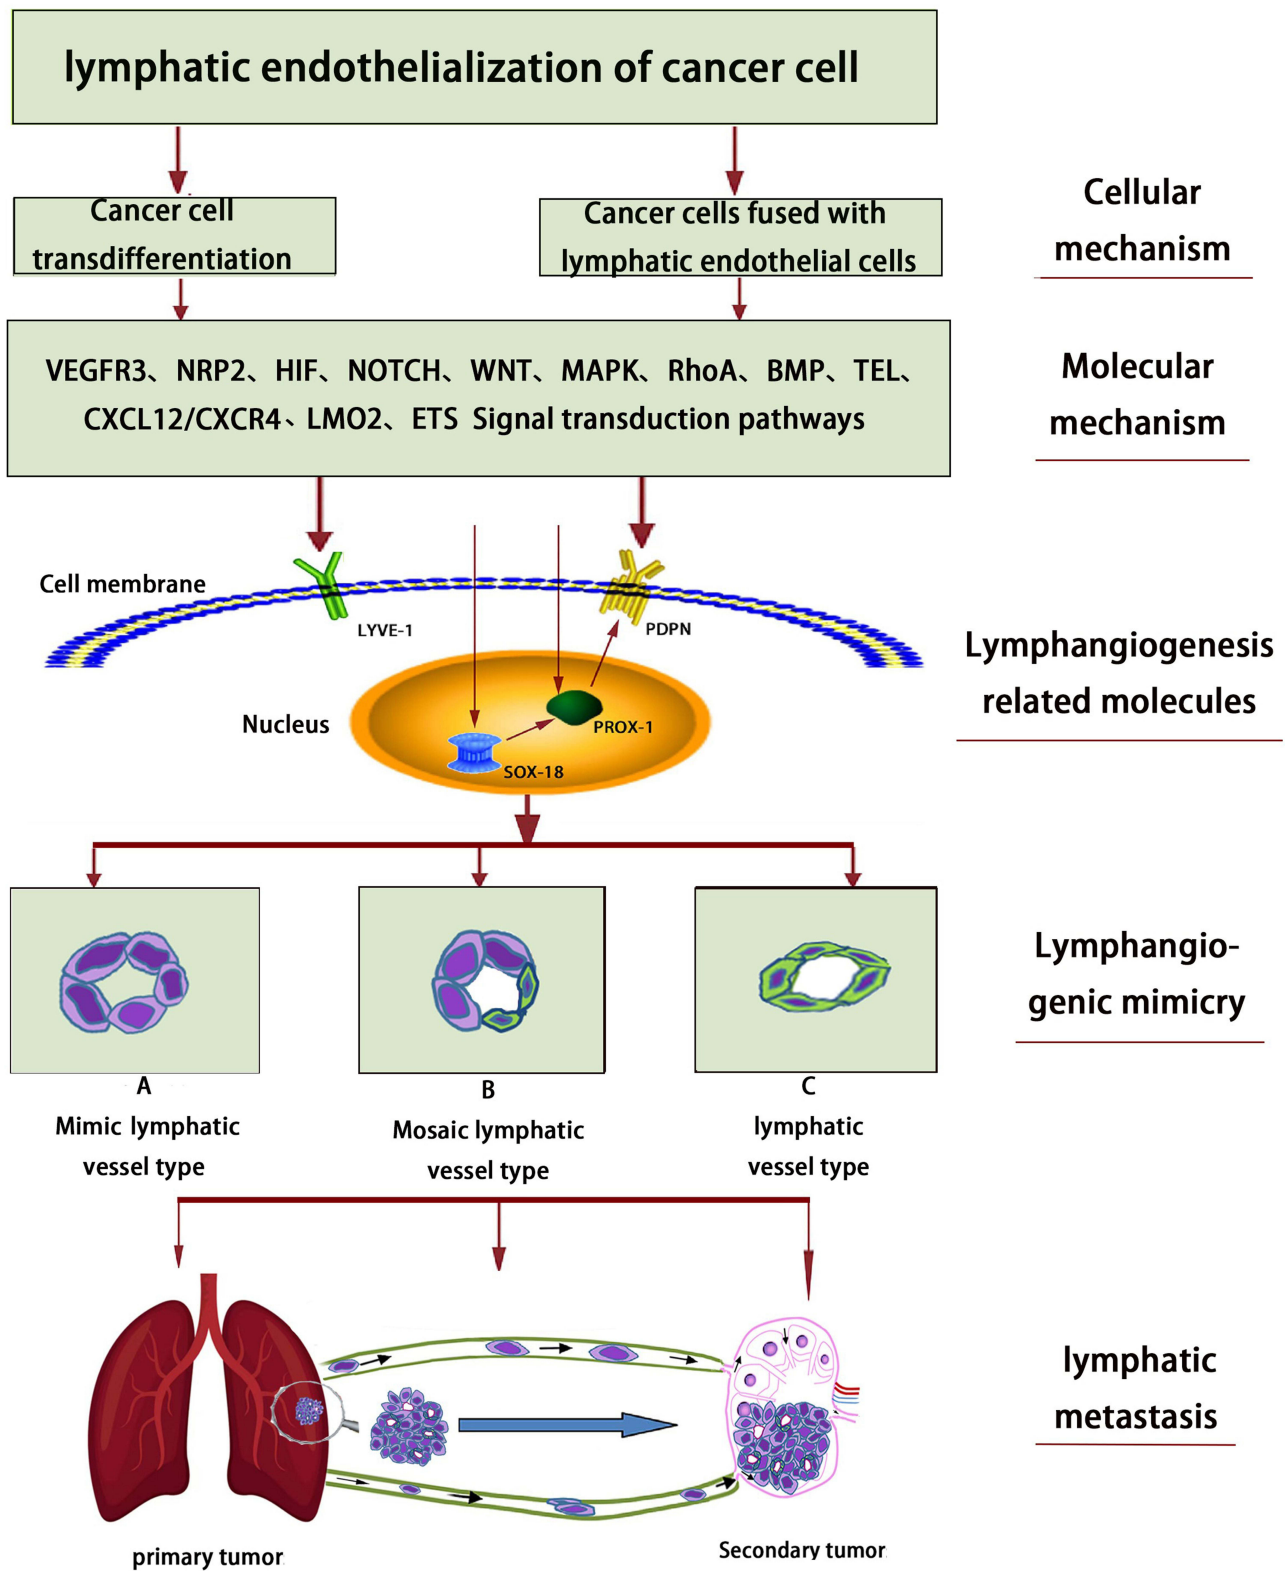 lymphatic endothelialization of cancer cell
Cancer cell
transdifferentiation
Cancer cells fused with
lymphatic endothelial cells
Cellular
mechanism
VEGFR3、NRP2、HIF、NOTCH、WNT、MAPK、RhoA、BMP、TEL、
CXCL12/CXCR4、LMO2、ETS Signal transduction pathways
Molecular
mechanism
Cell membrane
LYVE-1
PDPN
Nucleus
PROX-1
SOX-18
Lymphangiogenesis
related molecules
A
Mimic lymphatic
vessel type
B
Mosaic lymphatic
vessel type
C
lymphatic
vessel type
Lymphangio-
genic mimicry
primary tumor
Secondary tumor
lymphatic
metastasis